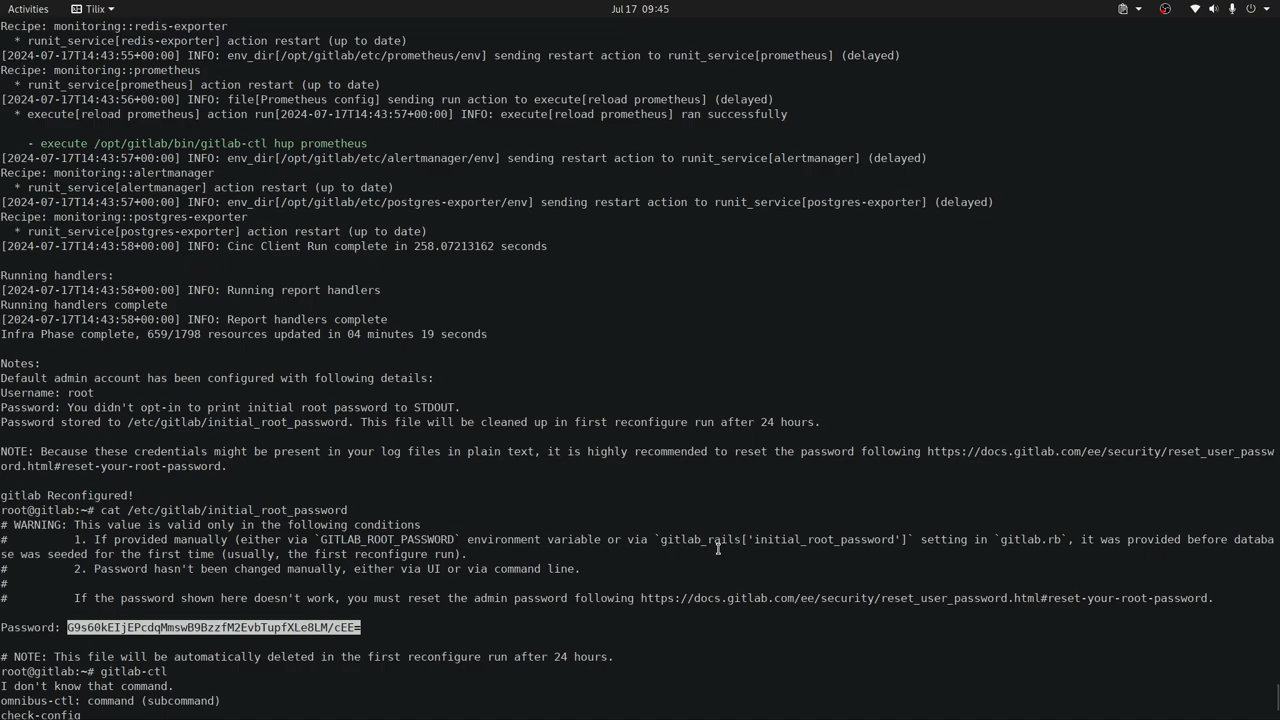 Activities Tilix Jul 17 09:45
Recipe: monitoring::redis-exporter
* runit_service[redis-exporter] action restart (up to date)
[2024-07-17T14:43:55+00:00] INFO: env_dir[/opt/gitlab/etc/prometheus/env] sending restart action to runit_service[prometheus] (delayed)
Recipe: monitoring::prometheus
* runit_service[prometheus] action restart (up to date)
[2024-07-17T14:43:56+00:00] INFO: file[Prometheus config] sending run action to execute[reload prometheus] (delayed)
* execute[reload prometheus] action run[2024-07-17T14:43:57+00:00] INFO: execute[reload prometheus] ran successfully
- execute /opt/gitlab/bin/gitlab-ctl hup prometheus
[2024-07-17T14:43:57+00:00] INFO: env_dir[/opt/gitlab/etc/alertmanager/env] sending restart action to runit_service[alertmanager] (delayed)
Recipe: monitoring::alertmanager
* runit_service[alertmanager] action restart (up to date)
[2024-07-17T14:43:58+00:00] INFO: env_dir[/opt/gitlab/etc/postgres-exporter/env] sending restart action to runit_service[postgres-exporter] (delayed)
Recipe: monitoring::postgres-exporter
* runit_service[postgres-exporter] action restart (up to date)
[2024-07-17T14:43:58+00:00] INFO: Cinc Client Run complete in 258.07213162 seconds
Running handlers:
[2024-07-17T14:43:58+00:00] INFO: Running report handlers
Running handlers complete
[2024-07-17T14:43:58+00:00] INFO: Report handlers complete
Infra Phase complete, 659/1798 resources updated in 04 minutes 19 seconds
Notes:
Default admin account has been configured with following details:
Username: root
Password: You didn't opt-in to print initial root password to STDOUT.
Password stored to /etc/gitlab/initial_root_password. This file will be cleaned up in first reconfigure run after 24 hours.
NOTE: Because these credentials might be present in your log files in plain text, it is highly recommended to reset the password following https://docs.gitlab.com/ee/security/reset_user_passw
ord.html#reset-your-root-password.
gitlab Reconfigured!
root@gitlab:~# cat /etc/gitlab/initial_root_password
# WARNING: This value is valid only in the following conditions
# 1. If provided manually (either via `GITLAB_ROOT_PASSWORD` environment variable or via `gitlab_rails['initial_root_password']` setting in `gitlab.rb`, it was provided before databa
se was seeded for the first time (usually, the first reconfigure run).
# 2. Password hasn't been changed manually, either via UI or via command line.
#
# If the password shown here doesn't work, you must reset the admin password following https://docs.gitlab.com/ee/security/reset_user_password.html#reset-your-root-password.
Password: G9s60kEIjEPcdqMmswB9BzzfM2EvbTupfXLe8LM/cEE=
# NOTE: This file will be automatically deleted in the first reconfigure run after 24 hours.
root@gitlab:~# gitlab-ctl
I don't know that command.
omnibus-ctl: command (subcommand)
check-config